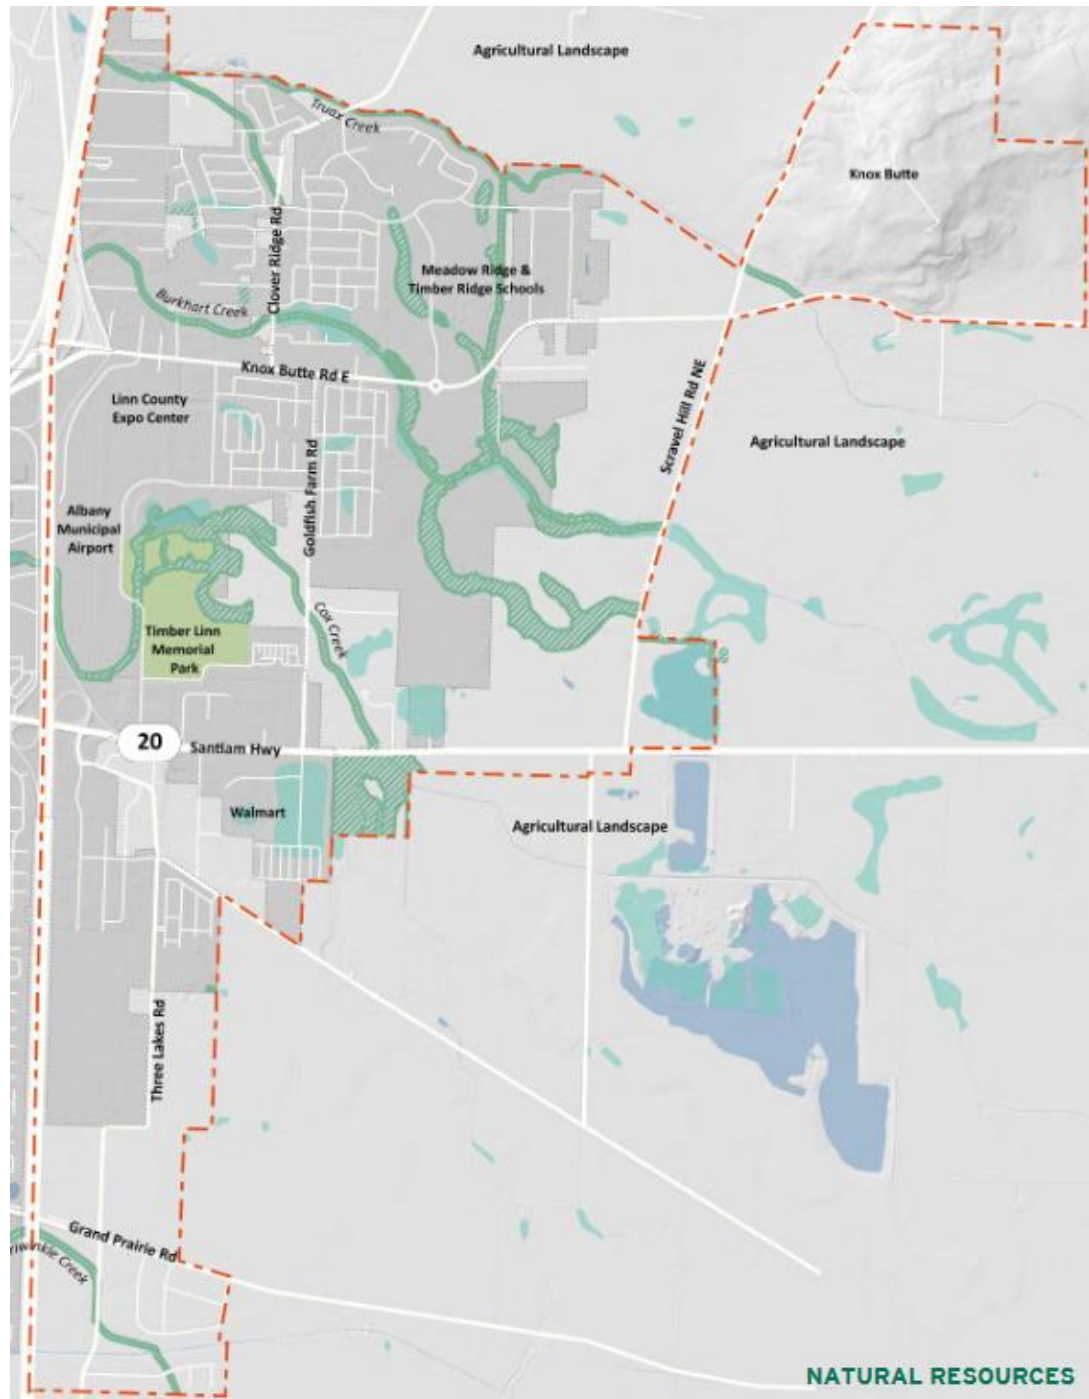 Agricultural Landscape
Truax Creek
Knox Butte
Clover Ridge Rd
Meadow Ridge &
Timber Ridge Schools
Burkhart Creek
Knox Butte Rd E
Scravel Hill Rd NE
Linn County
Expo Center
Agricultural Landscape
Goldfish Farm Rd
Albany
Municipal
Airport
Cox Creek
Timber Linn
Memorial
Park
20
Santiam Hwy
Walmart
Agricultural Landscape
Three Lakes Rd
Grand Prairie Rd
Creek
NATURAL RESOURCES